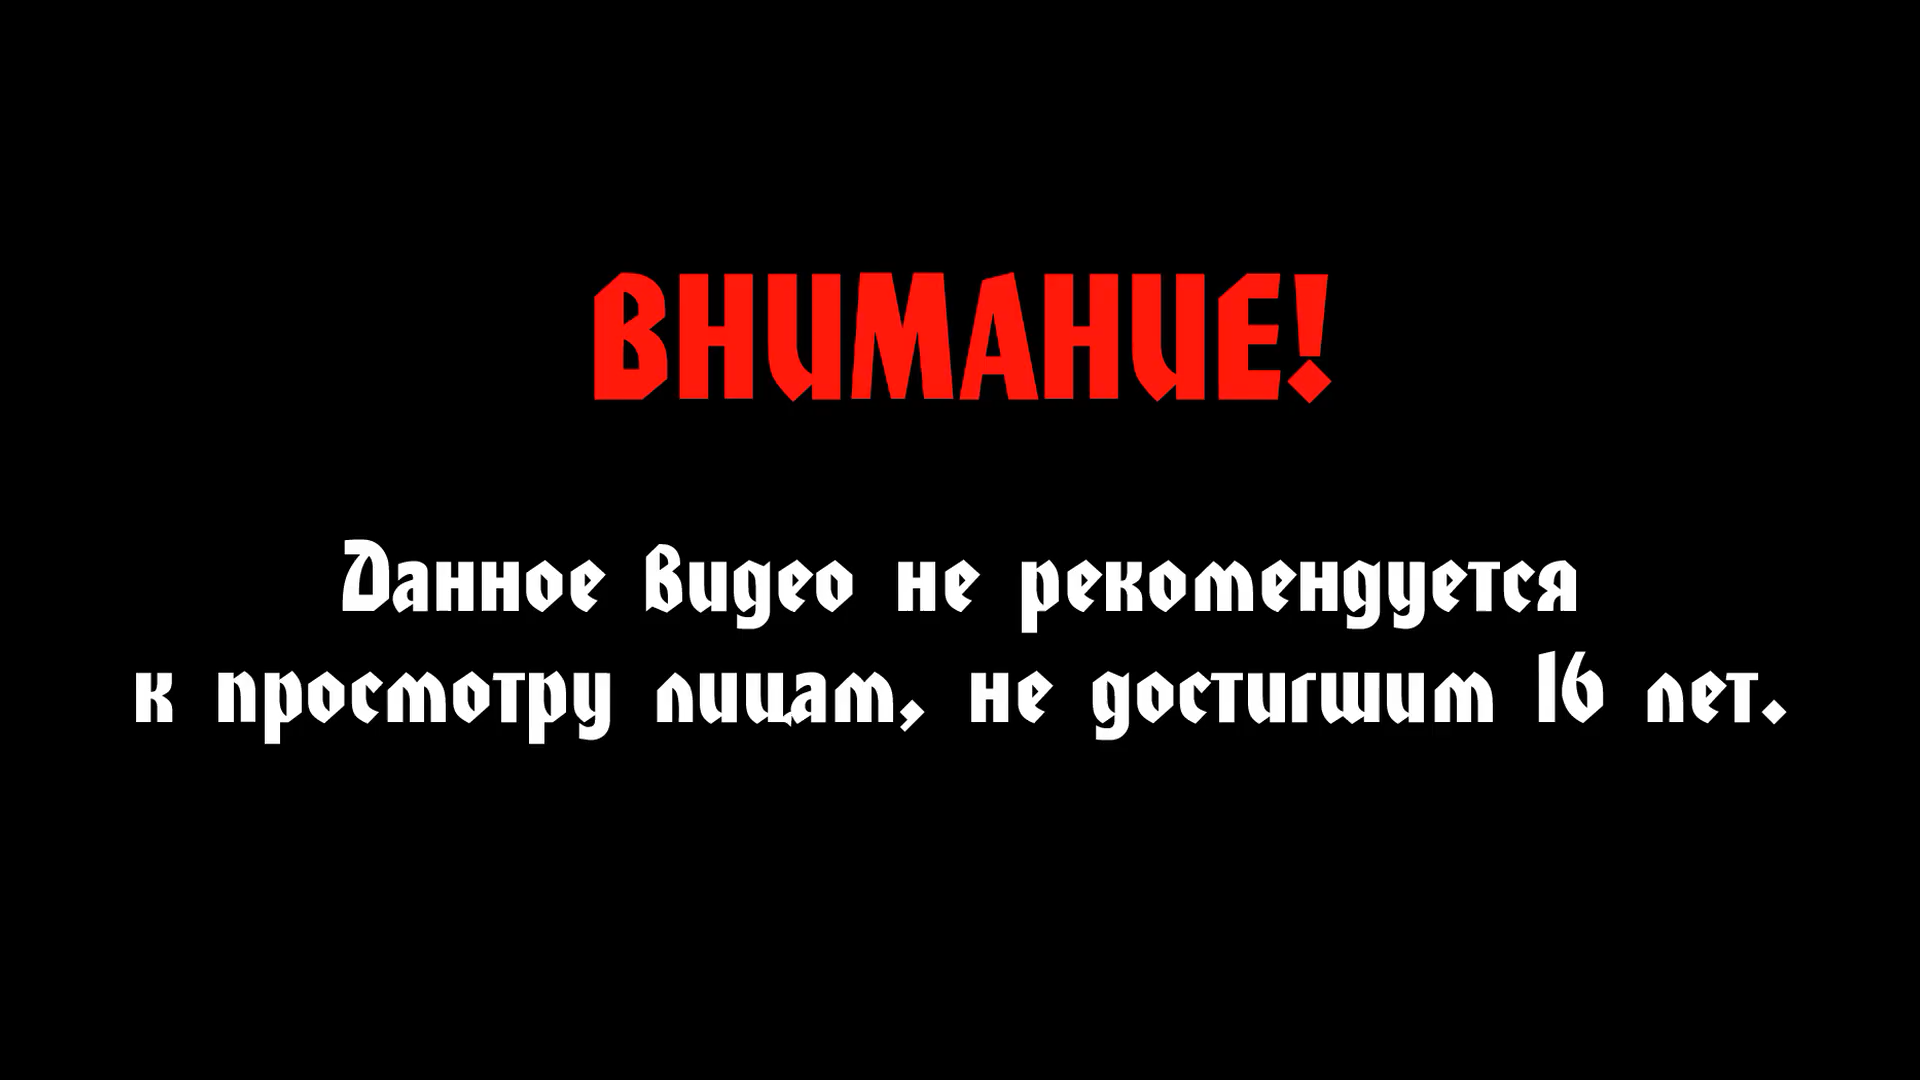 ВНИМАНИЕ!
Данное видео не рекомендуется
к просмотру лицам, не достигшим 16 лет.